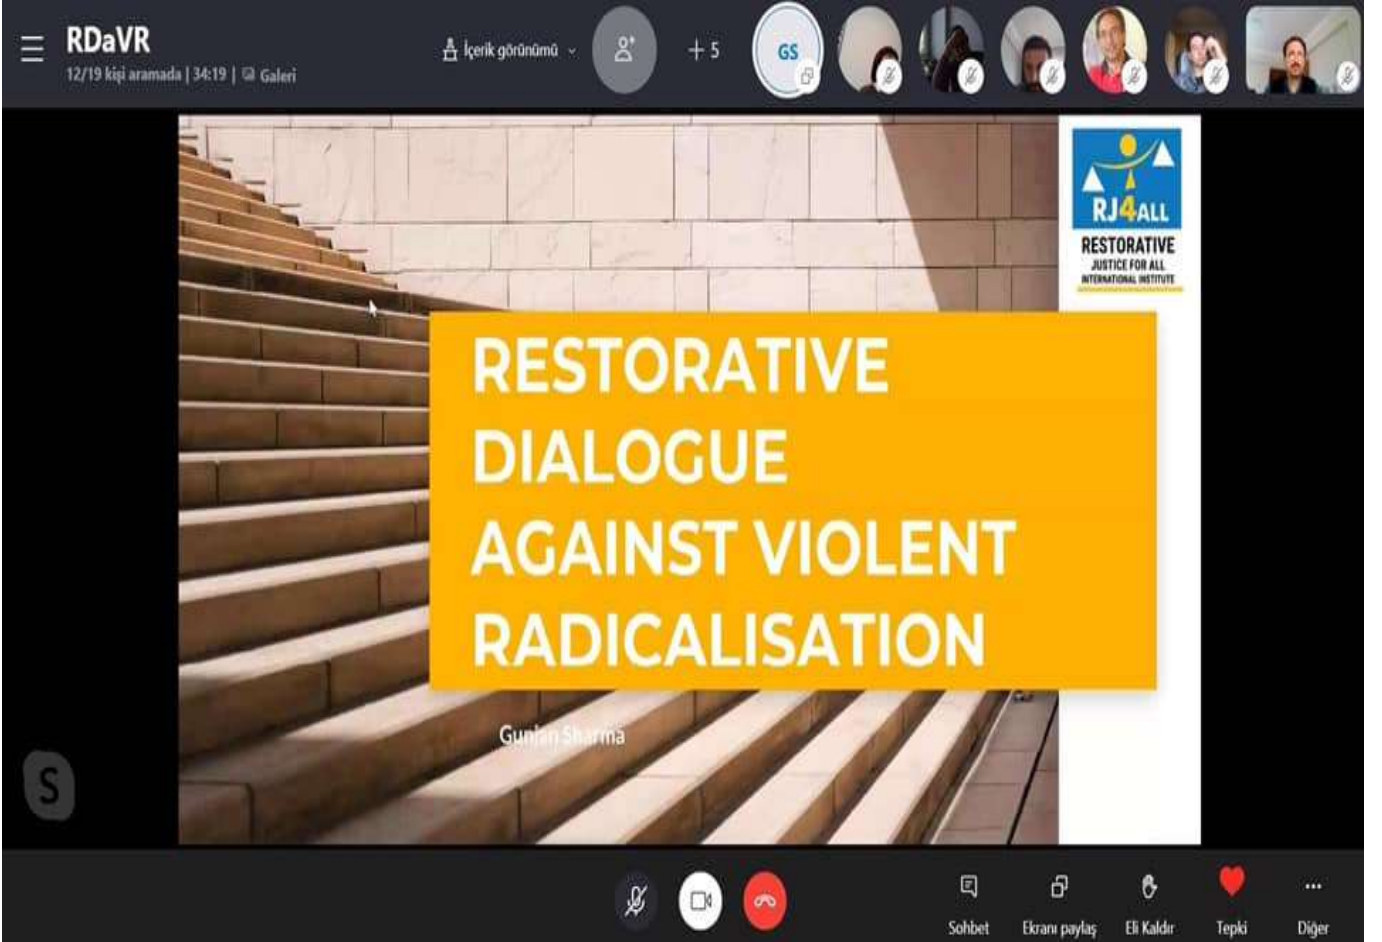 RDaVR
12/19 kişi aramada | 34:19 | Galeri
İçerik görünümü
+5
GS
RJ4ALL
RESTORATIVE
JUSTICE FOR ALL
INTERNATIONAL INSTITUTE
RESTORATIVE
DIALOGUE
AGAINST VIOLENT
RADICALISATION
Gunjan Sharma
S
Sohbet
Ekranı paylaş
Eli Kaldır
Tepki
Diğer